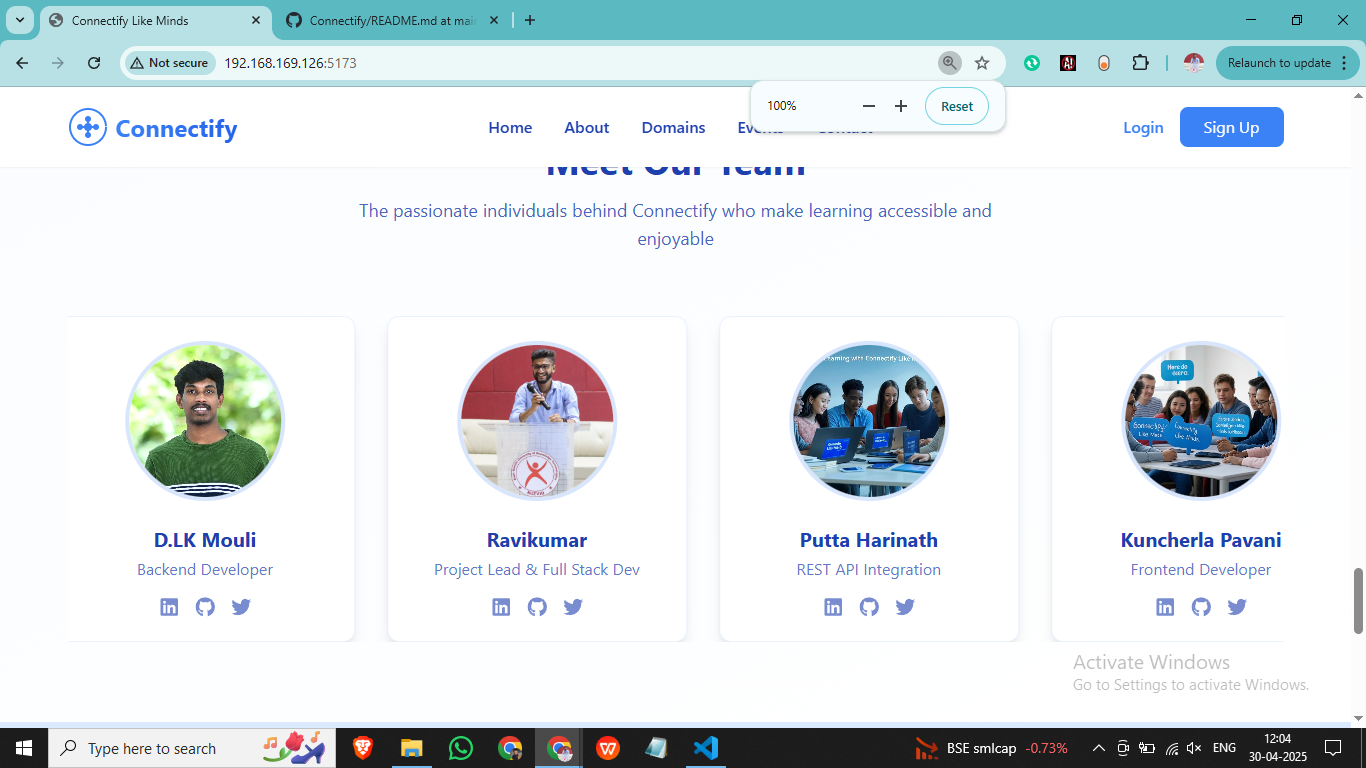 Connectify Like Minds
Connectify/README.md at mai
Not secure
192.168.169.126:5173
Relaunch to update
100%
Reset
Connectify
Home
About
Domains
Events
Contact
Login
Sign Up
Meet Our Team
The passionate individuals behind Connectify who make learning accessible and
enjoyable
D.LK Mouli
Backend Developer
Ravikumar
Project Lead & Full Stack Dev
Putta Harinath
REST API Integration
Kuncherla Pavani
Frontend Developer
Activate Windows
Go to Settings to activate Windows.
Type here to search
BSE smlcap
-0.73%
ENG
12:04
30-04-2025